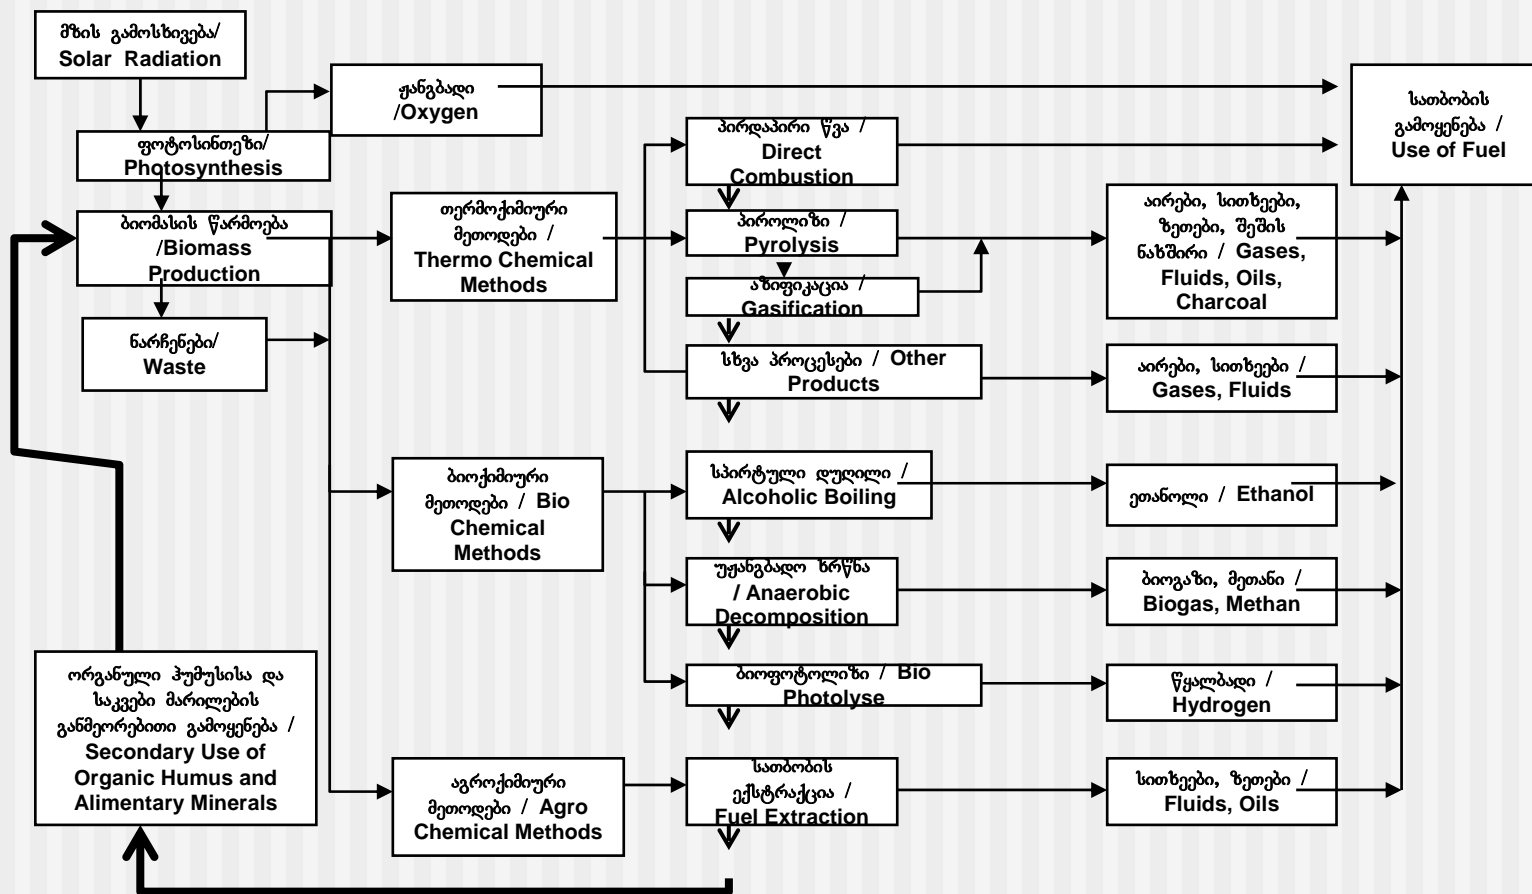 მზის გამოსხივება/
Solar Radiation
ჟანგბადი
/Oxygen
სათბობის
გამოყენება /
Use of Fuel
ფოტოსინთეზი/
Photosynthesis
პირდაპირი წვა /
Direct
Combustion
ბიომასის წარმოება
/Biomass
Production
თერმოქიმიური
მეთოდები /
Thermo Chemical
Methods
პიროლიზი /
Pyrolysis
აირები, სითხეები,
ზეთები, შეშის
ნახშირი / Gases,
Fluids, Oils,
Charcoal
აზიფიკაცია /
Gasification
ნარჩენები/
Waste
სხვა პროცესები / Other
Products
აირები, სითხეები /
Gases, Fluids
ბიოქიმიური
მეთოდები / Bio
Chemical
Methods
სპირტული დუღილი /
Alcoholic Boiling
ეთანოლი / Ethanol
უჟანგბადო ხრწნა
/ Anaerobic
Decomposition
ბიოგაზი, მეთანი /
Biogas, Methan
ორგანული ჰუმუსისა და
საკვები მარილების
განმეორებითი გამოყენება /
Secondary Use of
Organic Humus and
Alimentary Minerals
ბიოფოტოლიზი / Bio
Photolyse
წყალბადი /
Hydrogen
აგროქიმიური
მეთოდები / Agro
Chemical Methods
სათბობის
ექსტრაქცია /
Fuel Extraction
სითხეები, ზეთები /
Fluids, Oils